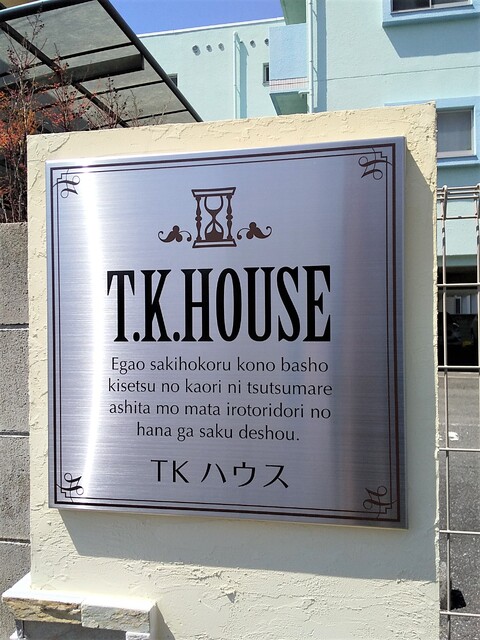 T.K.HOUSE
Egao sakihokoru kono basho
kisetsu no kaori ni tsutsumare
ashita mo mata irotoridori no
hana ga saku deshou.
TK ハウス